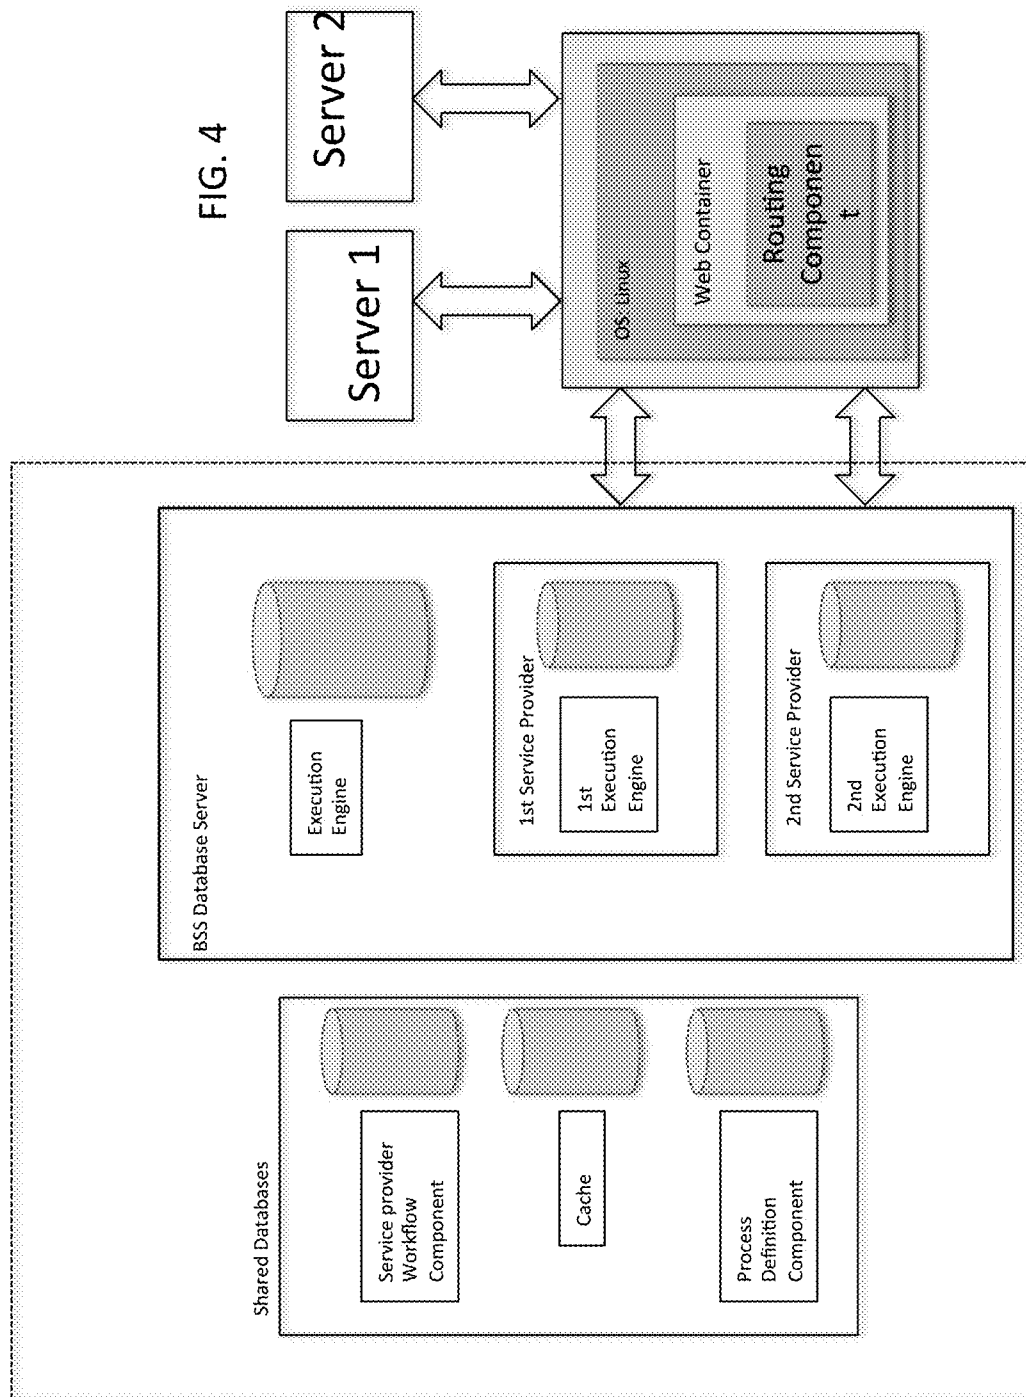 FIG. 4
Shared Databases
Service provider
Workflow
Component
Cache
Process
Definition
Component
BSS Database Server
Execution
Engine
1st Service Provider
1st
Execution
Engine
2nd Service Provider
2nd
Execution
Engine
Server 1
Server 2
OS Linux
Web Container
Routing
Componen
t